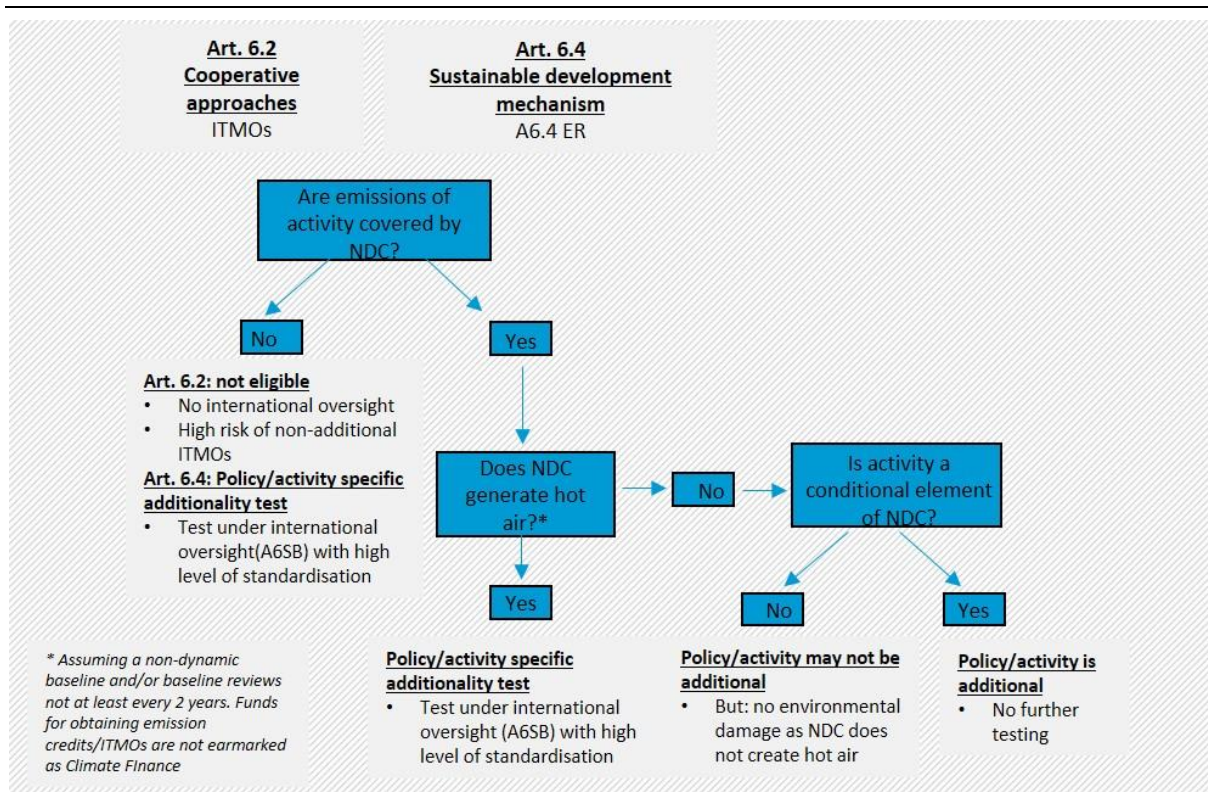 Art. 6.2
Cooperative
approaches
ITMOs
Art. 6.4
Sustainable development
mechanism
A6.4 ER
Are emissions of
activity covered by
NDC?
No
Yes
Art. 6.2: not eligible
• No international oversight
• High risk of non-additional
ITMOs
Art. 6.4: Policy/activity specific
additionality test
• Test under international
oversight(A6SB) with high
level of standardisation
Does NDC
generate hot
air?*
No
Is activity a
conditional element
of NDC?
Yes
No
Yes
* Assuming a non-dynamic
baseline and/or baseline reviews
not at least every 2 years. Funds
for obtaining emission
credits/ITMOs are not earmarked
as Climate FInance
Policy/activity specific
additionality test
• Test under international
oversight (A6SB) with high
level of standardisation
Policy/activity may not be
additional
• But: no environmental
damage as NDC does
not create hot air
Policy/activity is
additional
• No further
testing